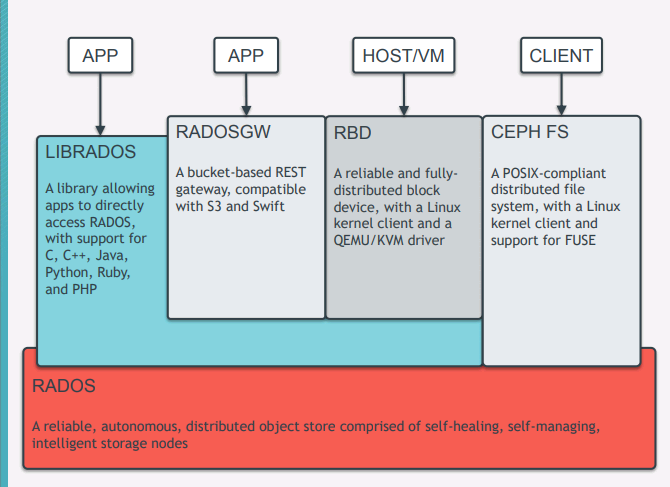 APP
APP
HOST/VM
CLIENT
LIBRADOS
A library allowing
apps to directly
access RADOS,
with support for
C, C++, Java,
Python, Ruby,
and PHP
RADOSGW
A bucket-based REST
gateway, compatible
with S3 and Swift
RBD
A reliable and fully-
distributed block
device, with a Linux
kernel client and a
QEMU/KVM driver
CEPH FS
A POSIX-compliant
distributed file
system, with a Linux
kernel client and
support for FUSE
RADOS
A reliable, autonomous, distributed object store comprised of self-healing, self-managing,
intelligent storage nodes